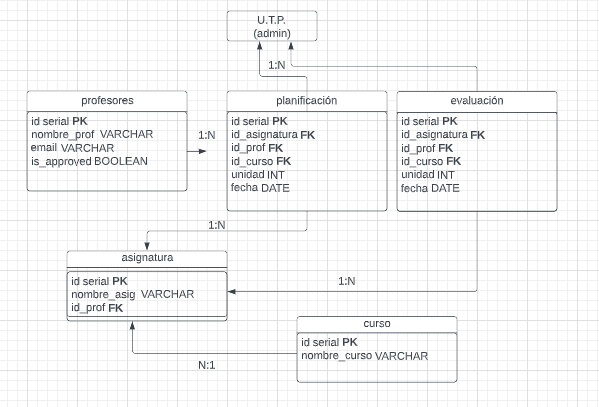 U.T.P.
(admin)
1:N
profesores
id serial PK
nombre_prof VARCHAR
email VARCHAR
is_approved BOOLEAN
1:N
planificación
id serial PK
id_asignatura FK
id_prof FK
id_curso FK
unidad INT
fecha DATE
evaluación
id serial PK
id_asignatura FK
id_prof FK
id_curso FK
unidad INT
fecha DATE
1:N
asignatura
id serial PK
nombre_asig VARCHAR
id_prof FK
1:N
curso
id serial PK
nombre_curso VARCHAR
N:1